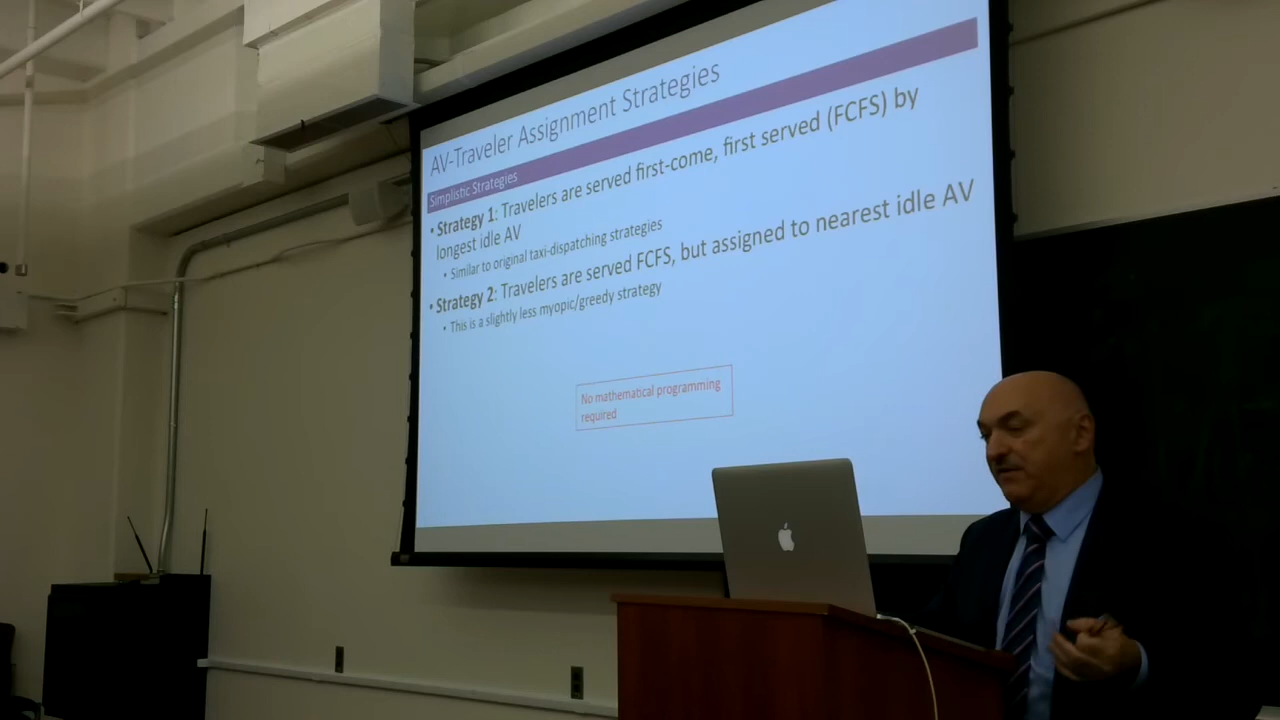 AV-Traveler Assignment Strategies
Simplistic Strategies
• Strategy 1: Travelers are served first-come, first served (FCFS) by
longest idle AV
• Similar to original taxi-dispatching strategies
• Strategy 2: Travelers are served FCFS, but assigned to nearest idle AV
• This is a slightly less myopic/greedy strategy
No mathematical programming
required